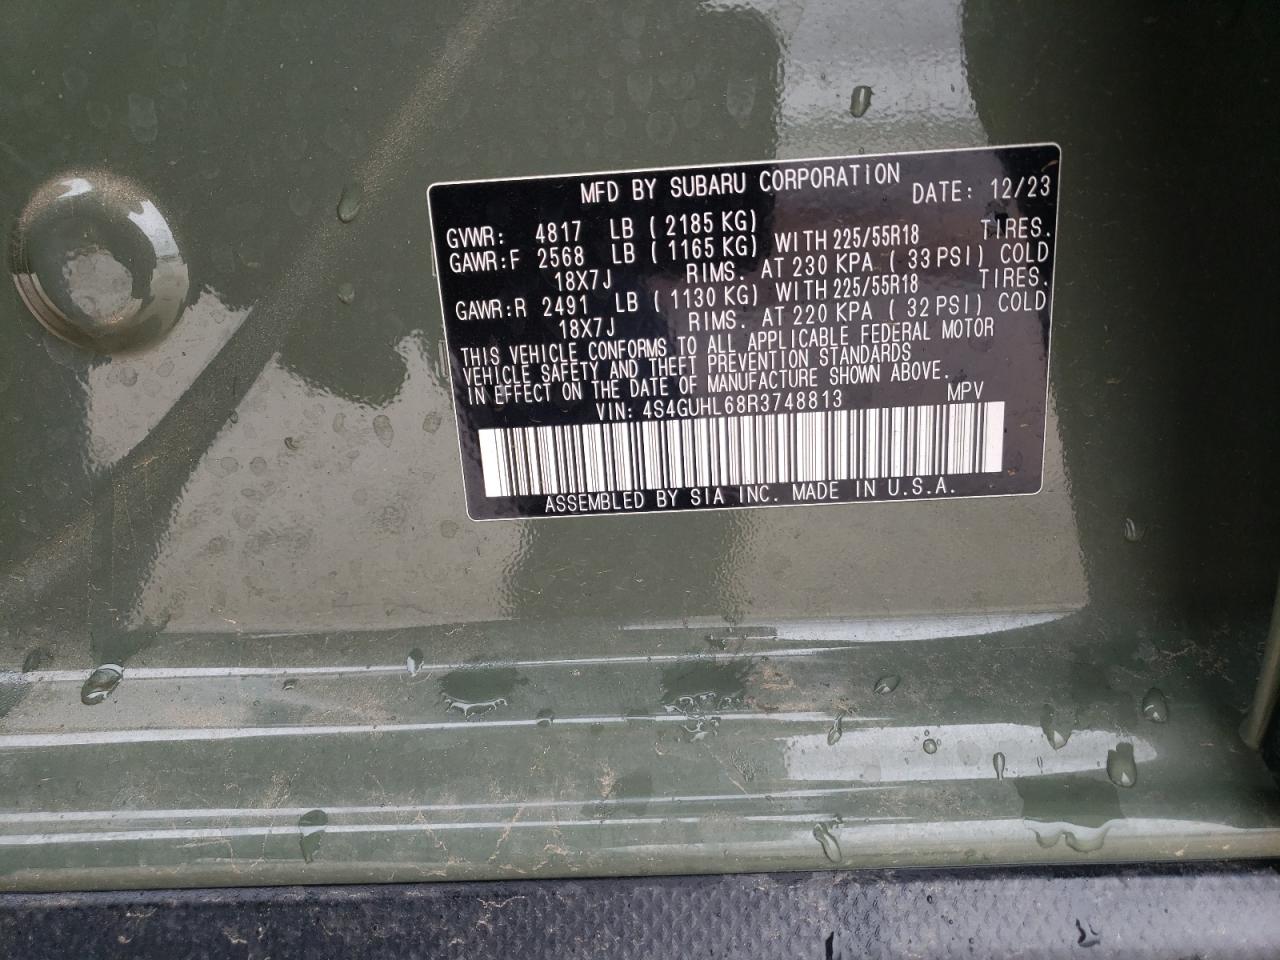 MFD BY SUBARU CORPORATION DATE: 12/23
GVWR: 4817 LB ( 2185 KG)
GAWR:F 2568 LB ( 1165 KG) WITH 225/55R18 TIRES.
18X7J RIMS. AT 230 KPA ( 33 PSI) COLD
GAWR:R 2491 LB ( 1130 KG) WITH 225/55R18 TIRES.
18X7J RIMS. AT 220 KPA ( 32 PSI) COLD
THIS VEHICLE CONFORMS TO ALL APPLICABLE FEDERAL MOTOR
VEHICLE SAFETY AND THEFT PREVENTION STANDARDS
IN EFFECT ON THE DATE OF MANUFACTURE SHOWN ABOVE.
VIN: 4S4GUHL68R3748813 MPV
ASSEMBLED BY SIA INC. MADE IN U.S.A.